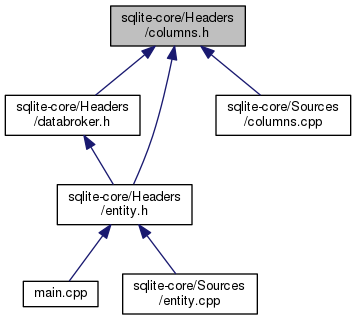 sqlite-core/Headers
/columns.h
sqlite-core/Headers
/databroker.h
sqlite-core/Sources
/columns.cpp
sqlite-core/Headers
/entity.h
main.cpp
sqlite-core/Sources
/entity.cpp